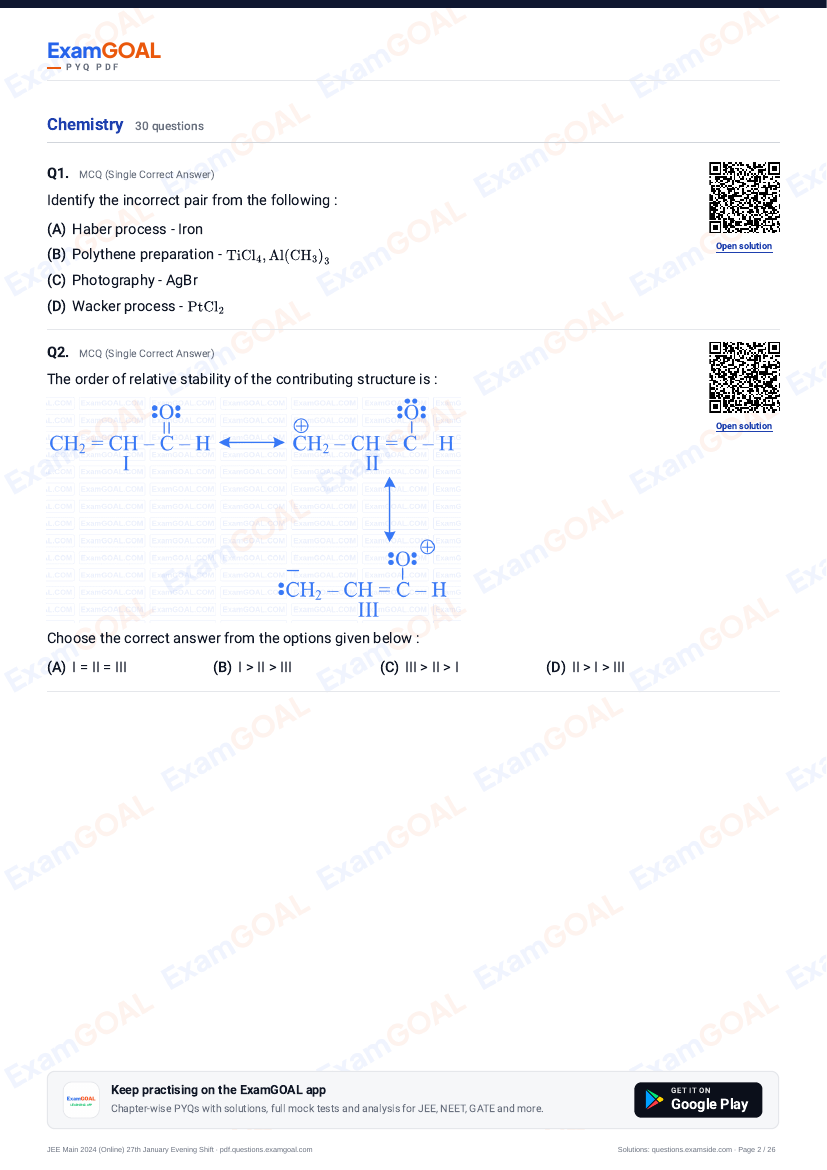 ExamGOAL
PYQ PDF
Chemistry 30 questions
Q1. MCQ (Single Correct Answer)
Identify the incorrect pair from the following :
(A) Haber process - Iron
(B) Polythene preparation - TiCl₄, Al(CH₃)₃
(C) Photography - AgBr
(D) Wacker process - PtCl₂
Open solution
Q2. MCQ (Single Correct Answer)
The order of relative stability of the contributing structure is :
Open solution
:O: :Ö:
|| ⊕ |
CH₂ = CH – C – H ⟷ CH₂ – CH = C – H
I II
:O: ⊕
– |
:CH₂ – CH = C – H
III
Choose the correct answer from the options given below :
(A) I = II = III (B) I > II > III (C) III > II > I (D) II > I > III
Keep practising on the ExamGOAL app
Chapter-wise PYQs with solutions, full mock tests and analysis for JEE, NEET, GATE and more.
GET IT ON
Google Play
JEE Main 2024 (Online) 27th January Evening Shift · pdf.questions.examgoal.com Solutions: questions.examside.com · Page 2 / 26